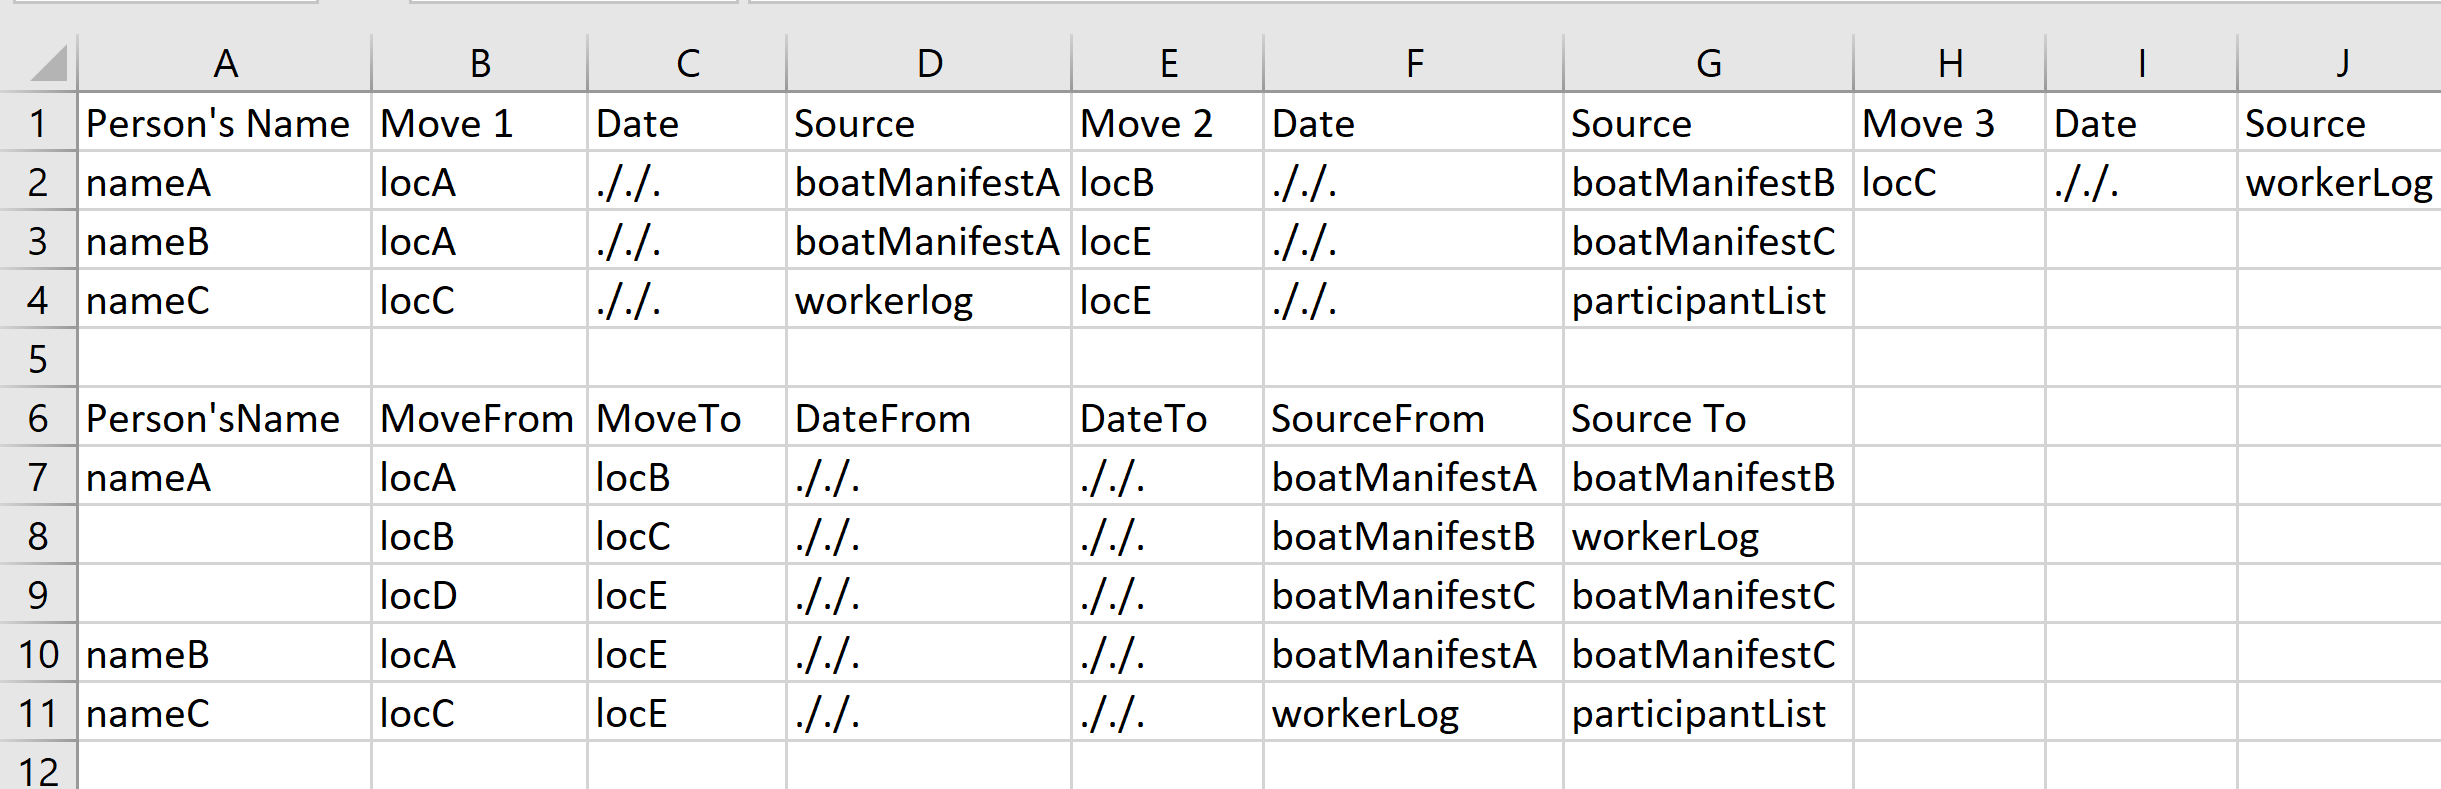 A B C D E F G H I J
1 Person's Name Move 1 Date Source Move 2 Date Source Move 3 Date Source
2 nameA locA ././. boatManifestA locB ././. boatManifestB locC ././. workerLog
3 nameB locA ././. boatManifestA locE ././. boatManifestC
4 nameC locC ././. workerlog locE ././. participantList
5
6 Person'sName MoveFrom MoveTo DateFrom DateTo SourceFrom Source To
7 nameA locA locB ././. ././. boatManifestA boatManifestB
8 locB locC ././. ././. boatManifestB workerLog
9 locD locE ././. ././. boatManifestC boatManifestC
10 nameB locA locE ././. ././. boatManifestA boatManifestC
11 nameC locC locE ././. ././. workerLog participantList
12